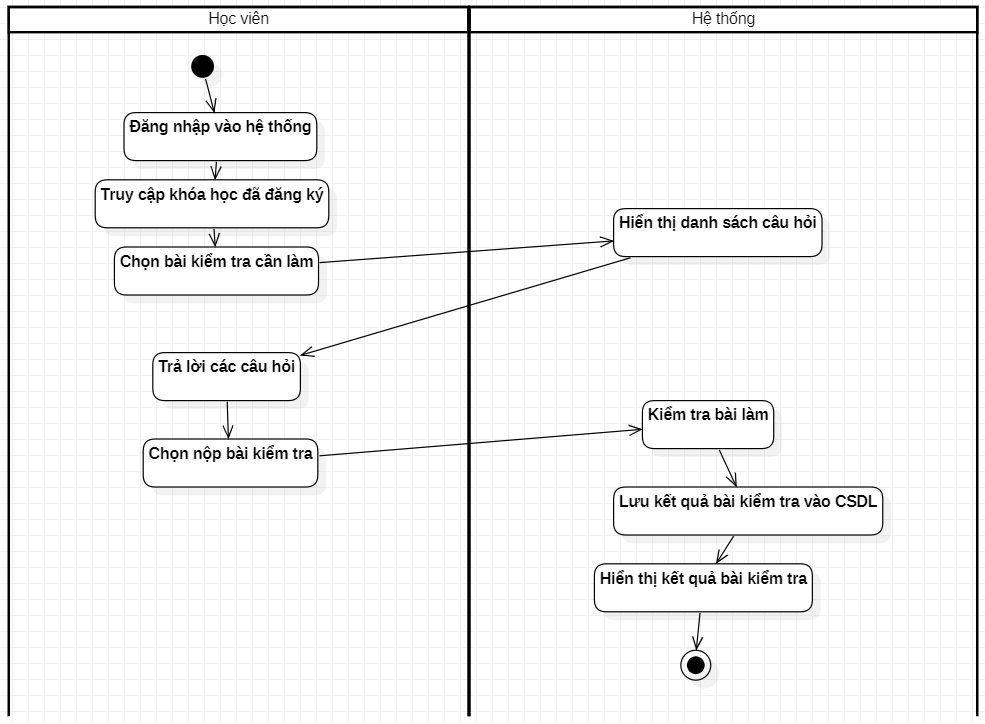 Học viên
Hệ thống
Đăng nhập vào hệ thống
Truy cập khóa học đã đăng ký
Chọn bài kiểm tra cần làm
Hiển thị danh sách câu hỏi
Trả lời các câu hỏi
Chọn nộp bài kiểm tra
Kiểm tra bài làm
Lưu kết quả bài kiểm tra vào CSDL
Hiển thị kết quả bài kiểm tra